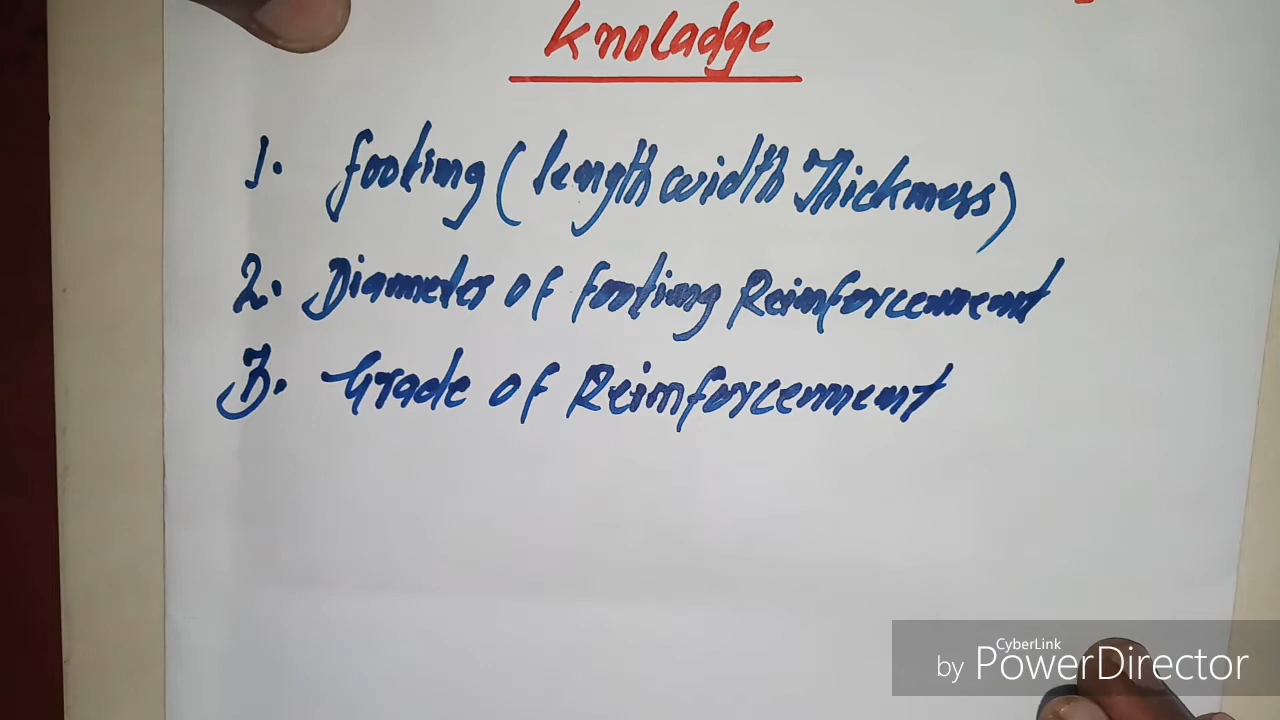 Knoladge
1. footing (length width Thickness)
2. Diameter of footing Reinforcement
3. Grade of Reinforcement
CyberLink
by PowerDirector